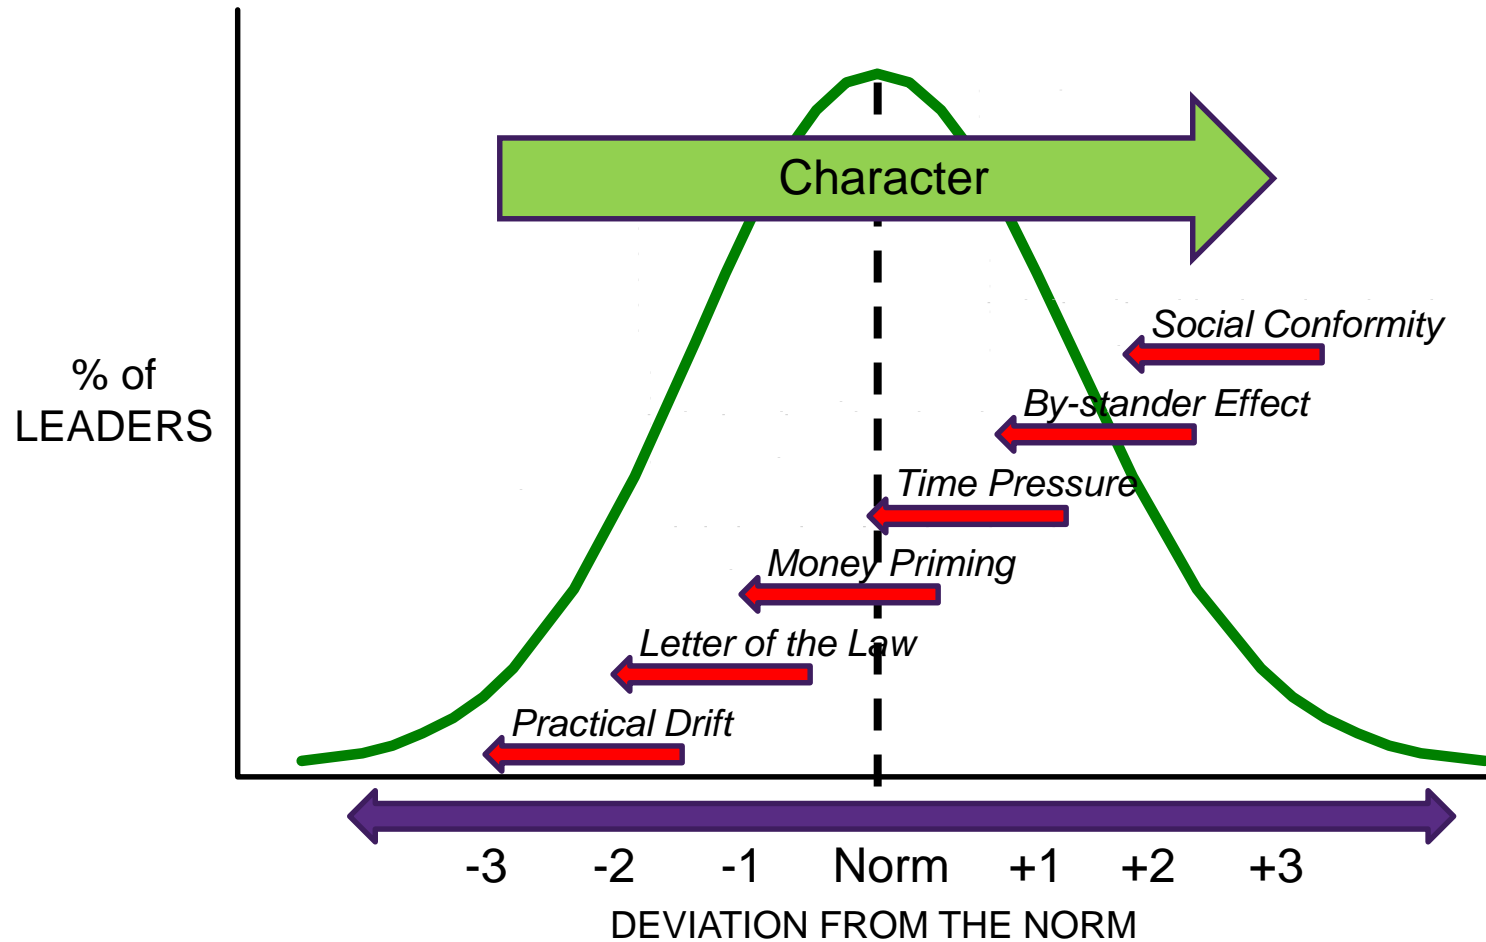 Character
Social Conformity
By-stander Effect
% of
LEADERS
Time Pressure
Money Priming
Letter of the Law
Practical Drift
-3 -2 -1 Norm +1 +2 +3
DEVIATION FROM THE NORM